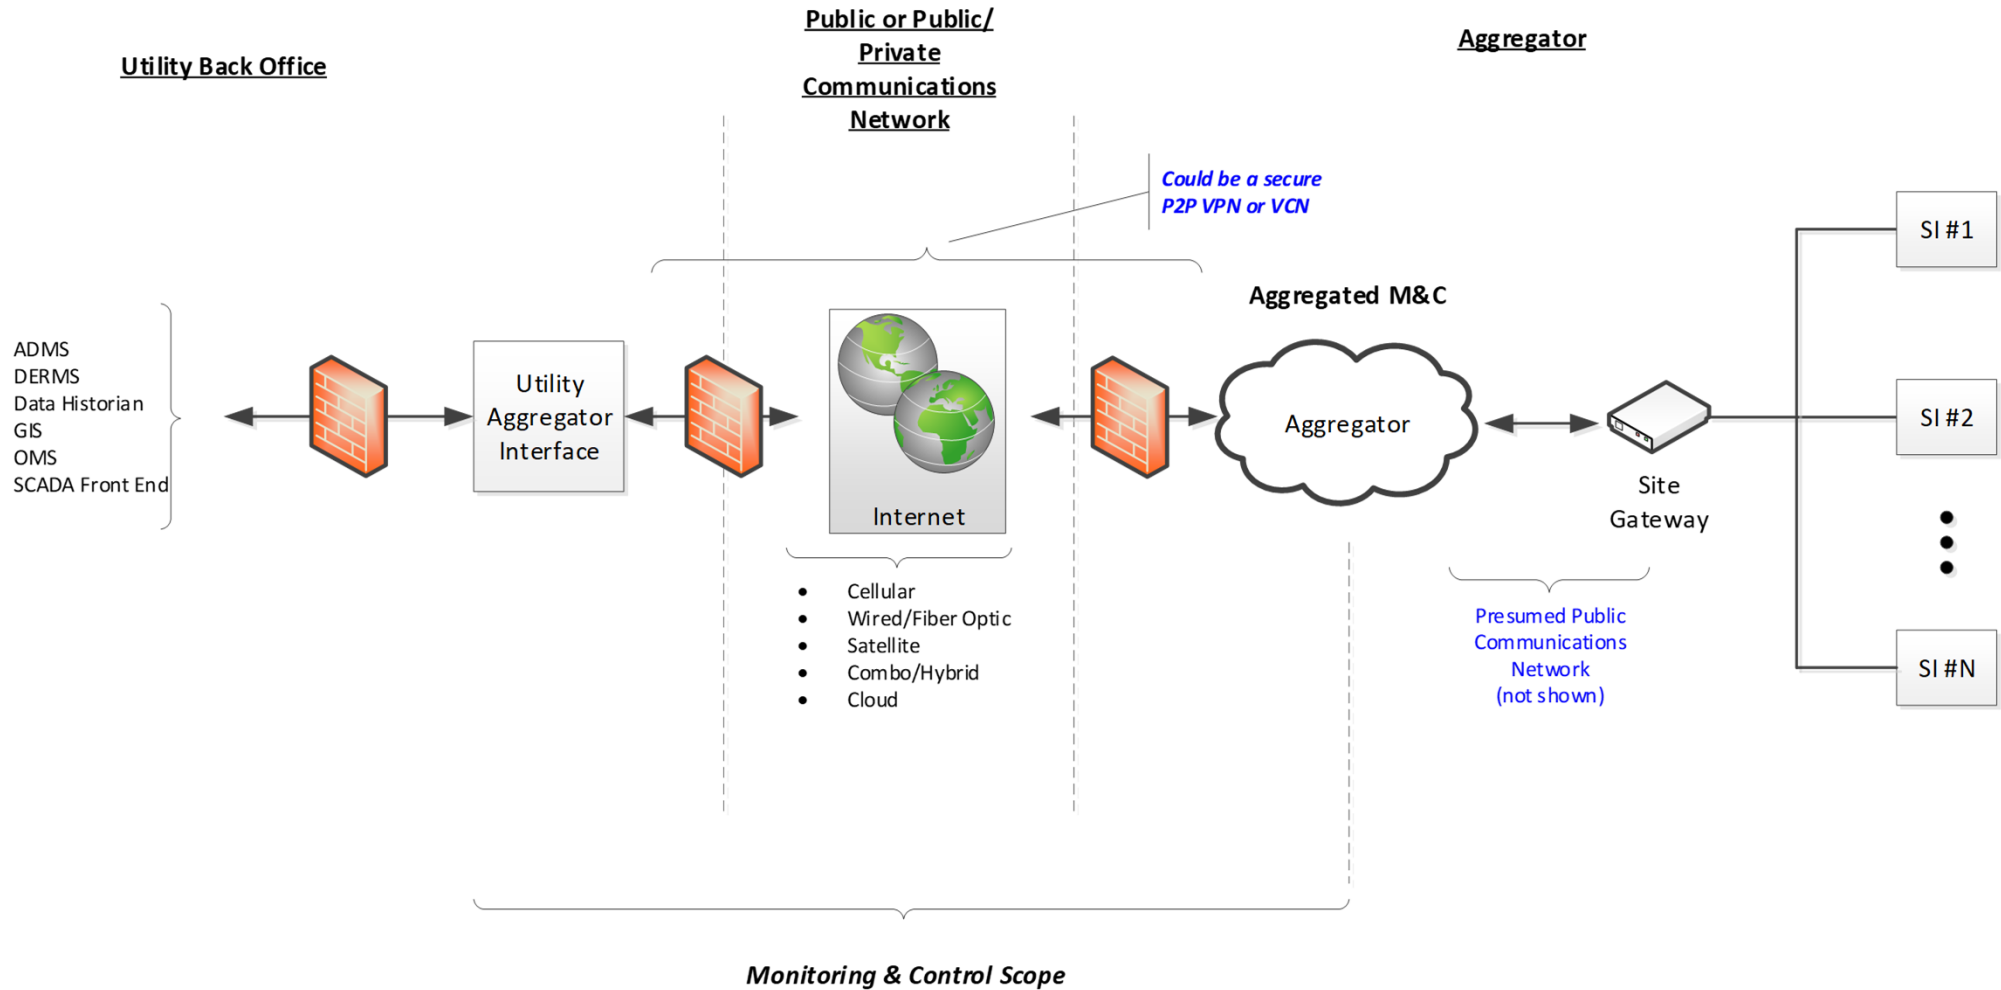 Utility Back Office
Public or Public/
Private
Communications
Network
Aggregator
Could be a secure
P2P VPN or VCN
ADMS
DERMS
Data Historian
GIS
OMS
SCADA Front End
Utility
Aggregator
Interface
Internet
Cellular
Wired/Fiber Optic
Satellite
Combo/Hybrid
Cloud
Aggregated M&C
Aggregator
Site
Gateway
Presumed Public
Communications
Network
(not shown)
SI #1
SI #2
SI #N
Monitoring & Control Scope